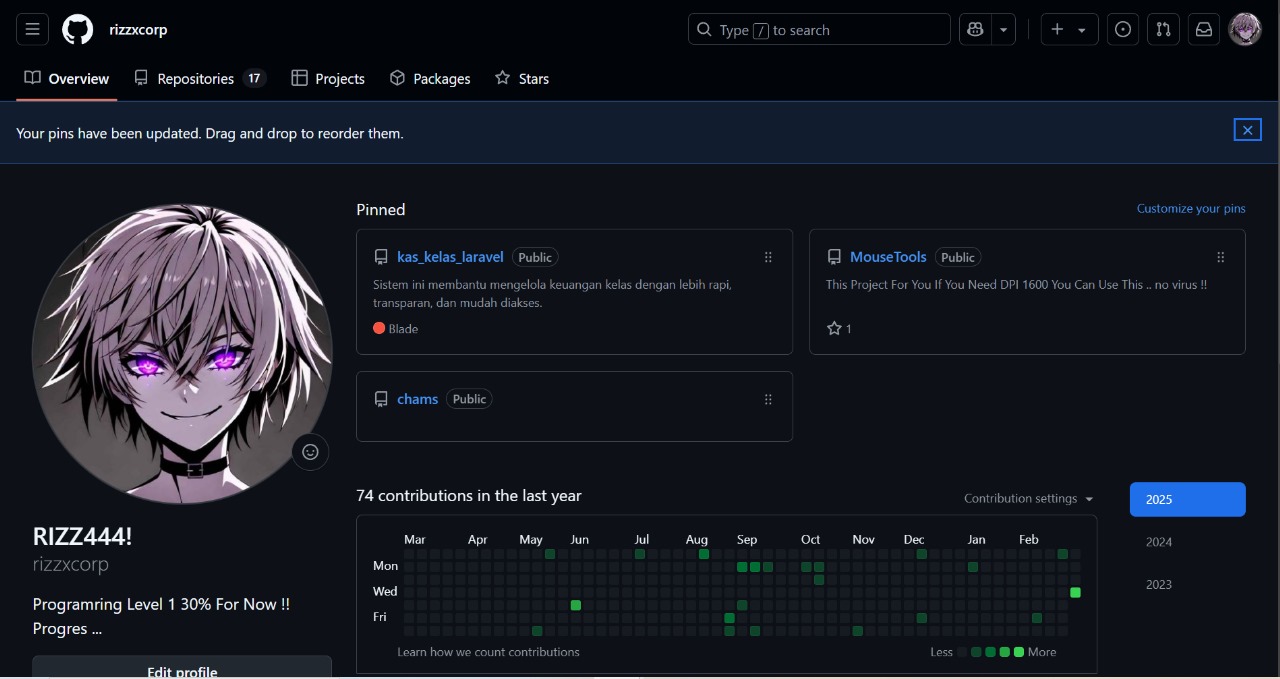 rizzxcorp
Type / to search
Overview Repositories 17 Projects Packages Stars
Your pins have been updated. Drag and drop to reorder them.
Pinned
Customize your pins
kas_kelas_laravel Public
Sistem ini membantu mengelola keuangan kelas dengan lebih rapi,
transparan, dan mudah diakses.
Blade
MouseTools Public
This Project For You If You Need DPI 1600 You Can Use This .. no virus !!
1
chams Public
74 contributions in the last year
Contribution settings
2025
2024
2023
Mar Apr May Jun Jul Aug Sep Oct Nov Dec Jan Feb
Mon
Wed
Fri
Learn how we count contributions
Less More
RIZZ444!
rizzxcorp
Programring Level 1 30% For Now !!
Progres ...
Edit profile